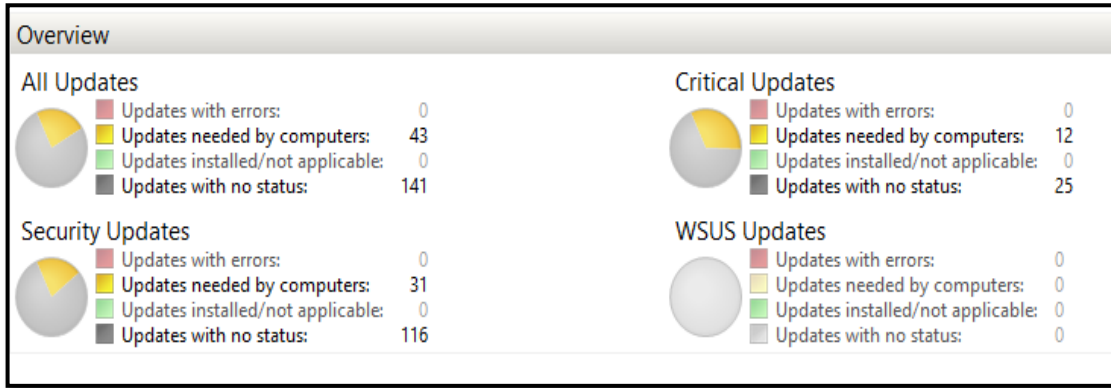 Overview
All Updates
Updates with errors: 0
Updates needed by computers: 43
Updates installed/not applicable: 0
Updates with no status: 141
Critical Updates
Updates with errors: 0
Updates needed by computers: 12
Updates installed/not applicable: 0
Updates with no status: 25
Security Updates
Updates with errors: 0
Updates needed by computers: 31
Updates installed/not applicable: 0
Updates with no status: 116
WSUS Updates
Updates with errors: 0
Updates needed by computers: 0
Updates installed/not applicable: 0
Updates with no status: 0